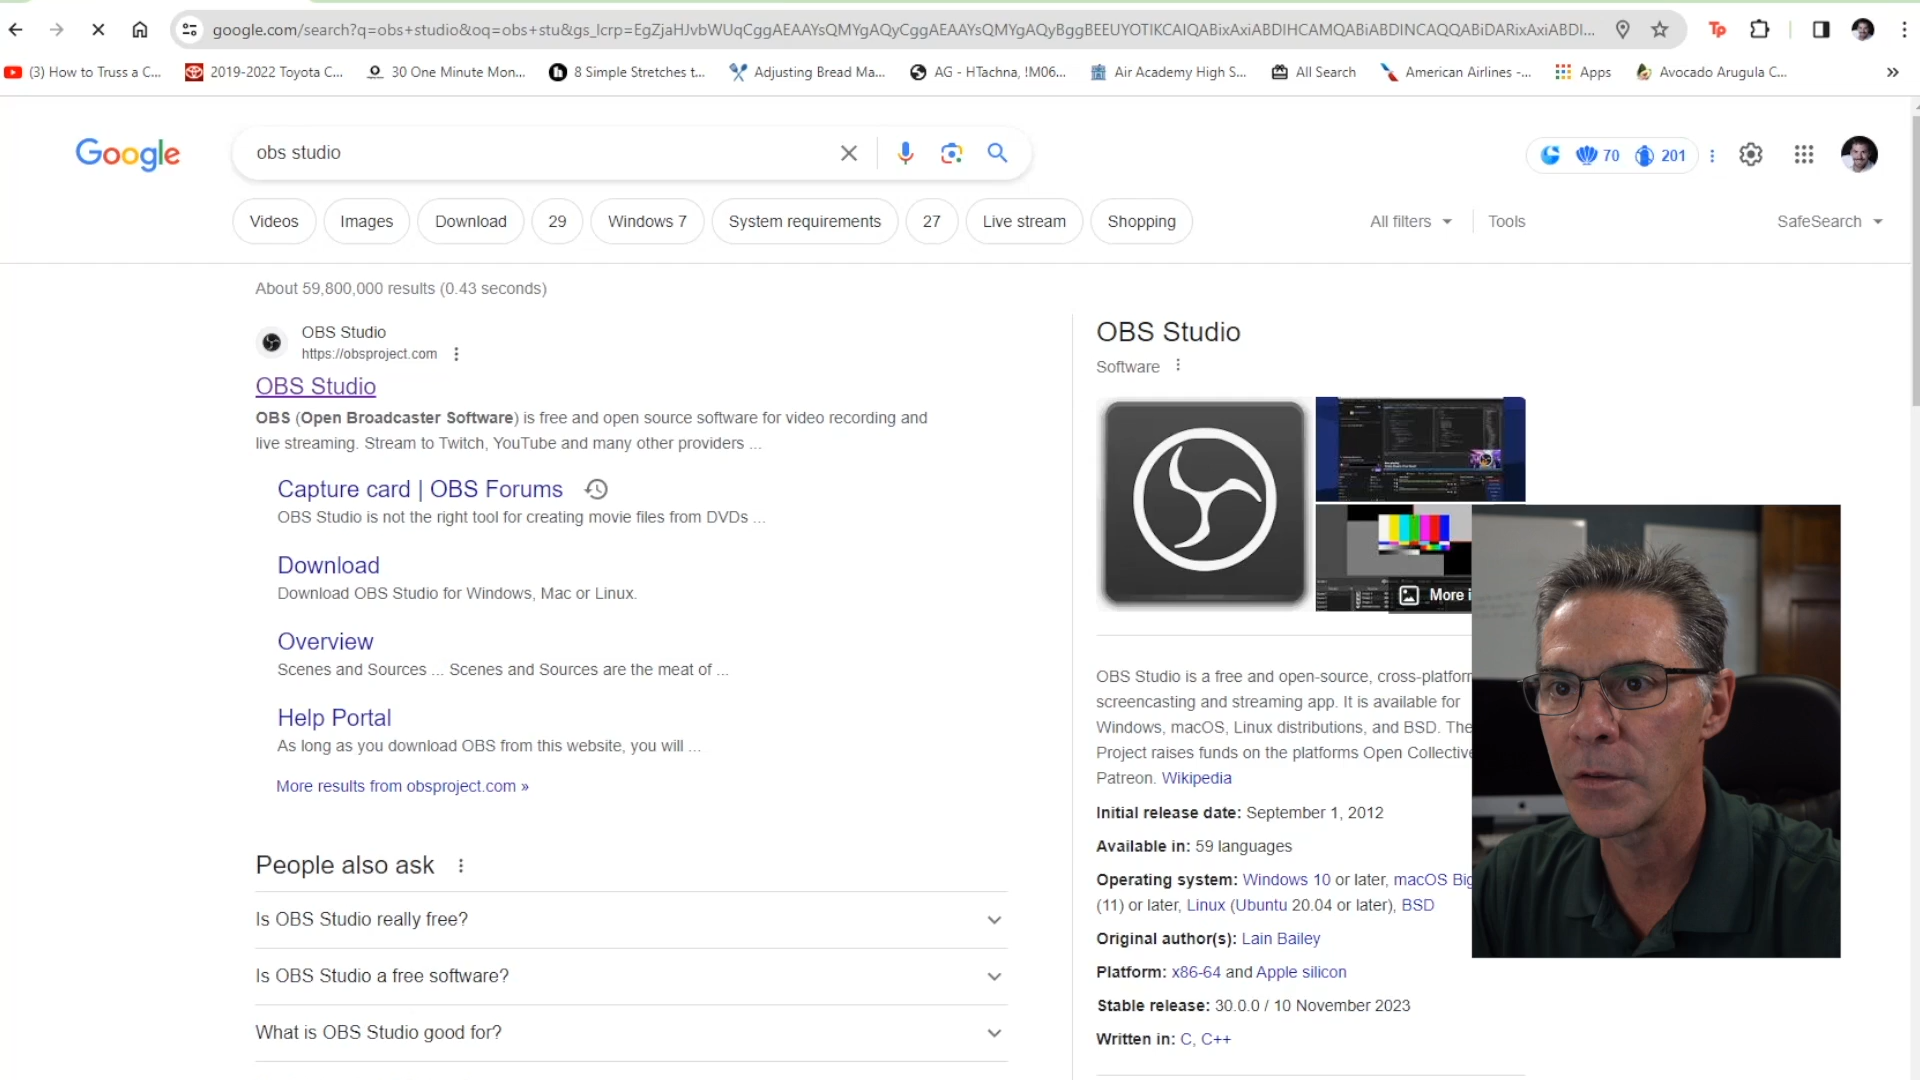 google.com/search?q=obs+studio&oq=obs+stu&gs_lcrp=EgZjaHJvbWUqCggAEAAYsQMYgAQyCggAEAAYsQMYgAQyBggBEEUYOTIKCAIQABixAxiABDIHCAMQABiABDINCAQQABiDARixAxiABDI...
(3) How to Truss a C...
2019-2022 Toyota C...
30 One Minute Mon...
8 Simple Stretches t...
Adjusting Bread Ma...
AG - HTachna, !M06...
Air Academy High S...
All Search
American Airlines -...
Apps
Avocado Arugula C...
Google
obs studio
70
201
Videos
Images
Download
29
Windows 7
System requirements
27
Live stream
Shopping
All filters
Tools
SafeSearch
About 59,800,000 results (0.43 seconds)
OBS Studio
https://obsproject.com
OBS Studio
OBS (Open Broadcaster Software) is free and open source software for video recording and
live streaming. Stream to Twitch, YouTube and many other providers ...
Capture card | OBS Forums
OBS Studio is not the right tool for creating movie files from DVDs ...
Download
Download OBS Studio for Windows, Mac or Linux.
Overview
Scenes and Sources ... Scenes and Sources are the meat of ...
Help Portal
As long as you download OBS from this website, you will ...
More results from obsproject.com »
People also ask
Is OBS Studio really free?
Is OBS Studio a free software?
What is OBS Studio good for?
OBS Studio
Software
More i
OBS Studio is a free and open-source, cross-platform
screencasting and streaming app. It is available for
Windows, macOS, Linux distributions, and BSD. The
Project raises funds on the platforms Open Collective
Patreon. Wikipedia
Initial release date: September 1, 2012
Available in: 59 languages
Operating system: Windows 10 or later, macOS Big
(11) or later, Linux (Ubuntu 20.04 or later), BSD
Original author(s): Lain Bailey
Platform: x86-64 and Apple silicon
Stable release: 30.0.0 / 10 November 2023
Written in: C, C++